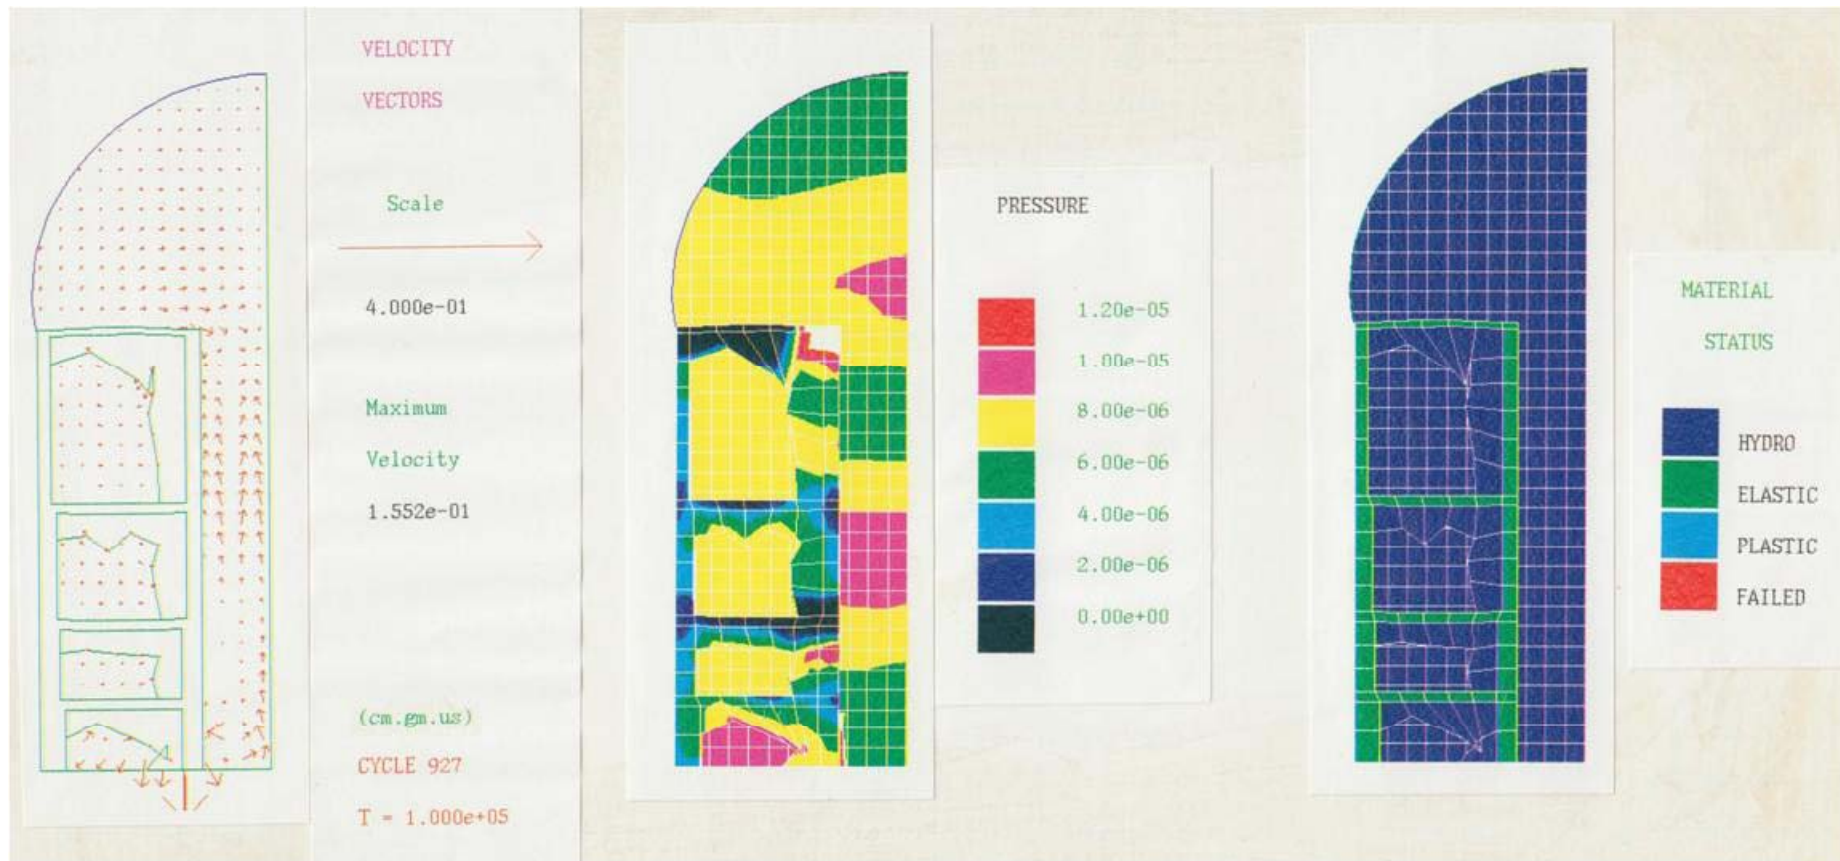 VELOCITY
VECTORS
Scale
4.000e-01
Maximum
Velocity
1.552e-01
(cm.gm.us)
CYCLE 927
T = 1.000e+05
PRESSURE
1.20e-05
1.00e-05
8.00e-06
6.00e-06
4.00e-06
2.00e-06
0.00e+00
MATERIAL
STATUS
HYDRO
ELASTIC
PLASTIC
FAILED